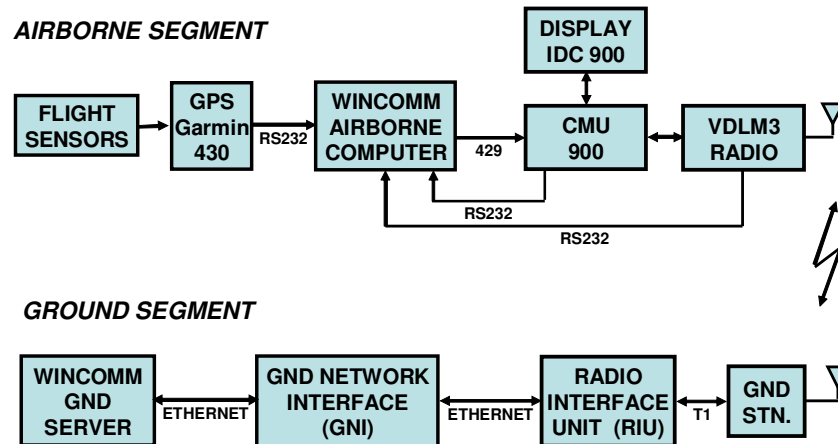 AIRBORNE SEGMENT
DISPLAY
IDC 900
FLIGHT
SENSORS
GPS
Garmin
430
RS232
WINCOMM
AIRBORNE
COMPUTER
429
CMU
900
VDLM3
RADIO
RS232
RS232
GROUND SEGMENT
WINCOMM
GND
SERVER
ETHERNET
GND NETWORK
INTERFACE
(GNI)
ETHERNET
RADIO
INTERFACE
UNIT (RIU)
T1
GND
STN.